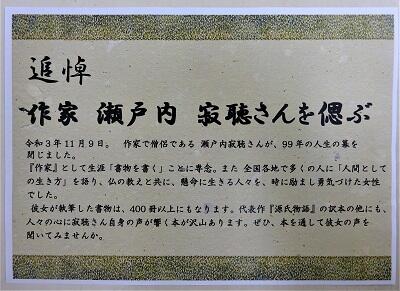 追悼
作家 瀬戸内 寂聴さんを偲ぶ
令和3年11月9日。 作家で僧侶である 瀬戸内寂聴さんが、99年の人生の幕を
閉じました。
『作家』として生涯「書物を書く」ことに専念。また 全国各地で多くの人に「人間として
の生き方」を語り、仏の教えと共に、懸命に生きる人々を、時に励まし勇気づけた女性
でした。
彼女が執筆した書物は、400冊以上にもなります。代表作『源氏物語』の訳本の他にも、
人々の心に寂聴さん自身の声が響く本が沢山あります。ぜひ、本を通して彼女の声を
聞いてみませんか。